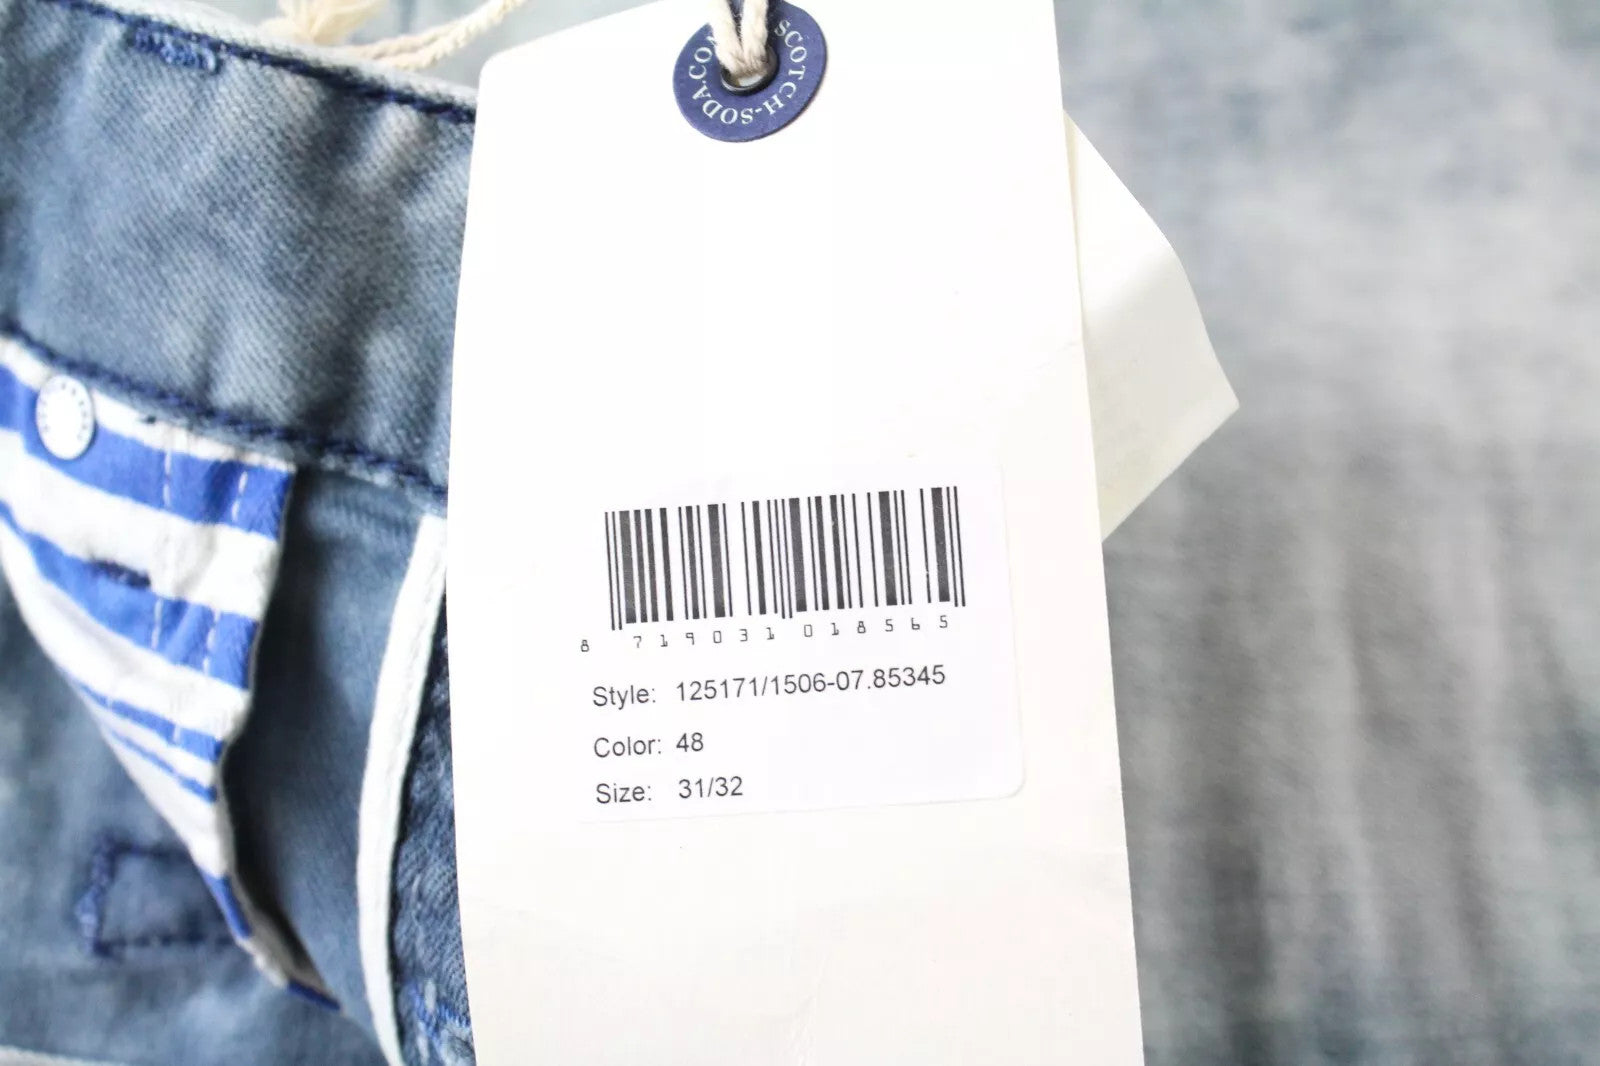 SCOTCH-SODA.COM
8 719031 018565
Style: 125171/1506-07.85345
Color: 48
Size: 31/32